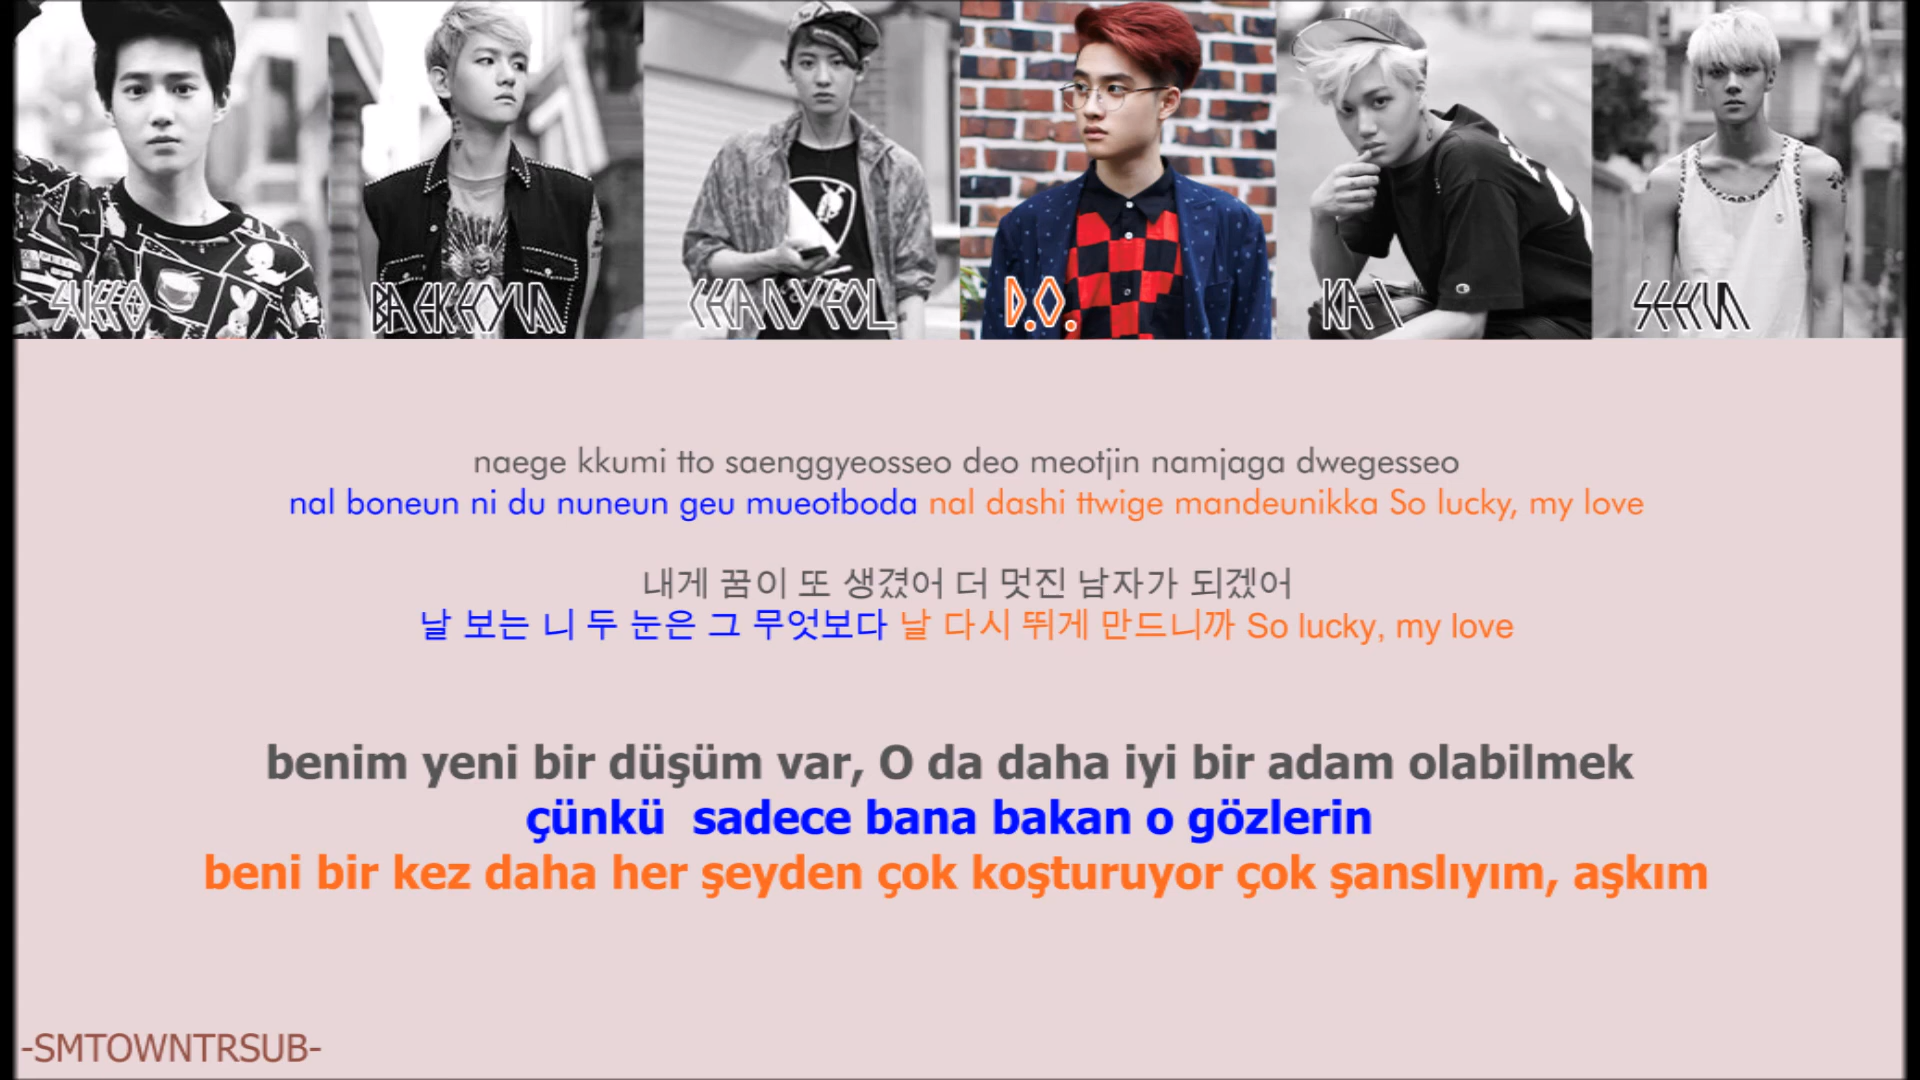 SUHO BAEKHYUN CHANYEOL D.O. KAI SEHUN
naege kkumi tto saenggyeosseo deo meotjin namjaga dwegesseo
nal boneun ni du nuneun geu mueotboda nal dashi ttwige mandeunikka So lucky, my love
내게 꿈이 또 생겼어 더 멋진 남자가 되겠어
날 보는 니 두 눈은 그 무엇보다 날 다시 뛰게 만드니까 So lucky, my love
benim yeni bir düşüm var, O da daha iyi bir adam olabilmek
çünkü sadece bana bakan o gözlerin
beni bir kez daha her şeyden çok koşturuyor çok şanslıyım, aşkım
-SMTOWNTRSUB-